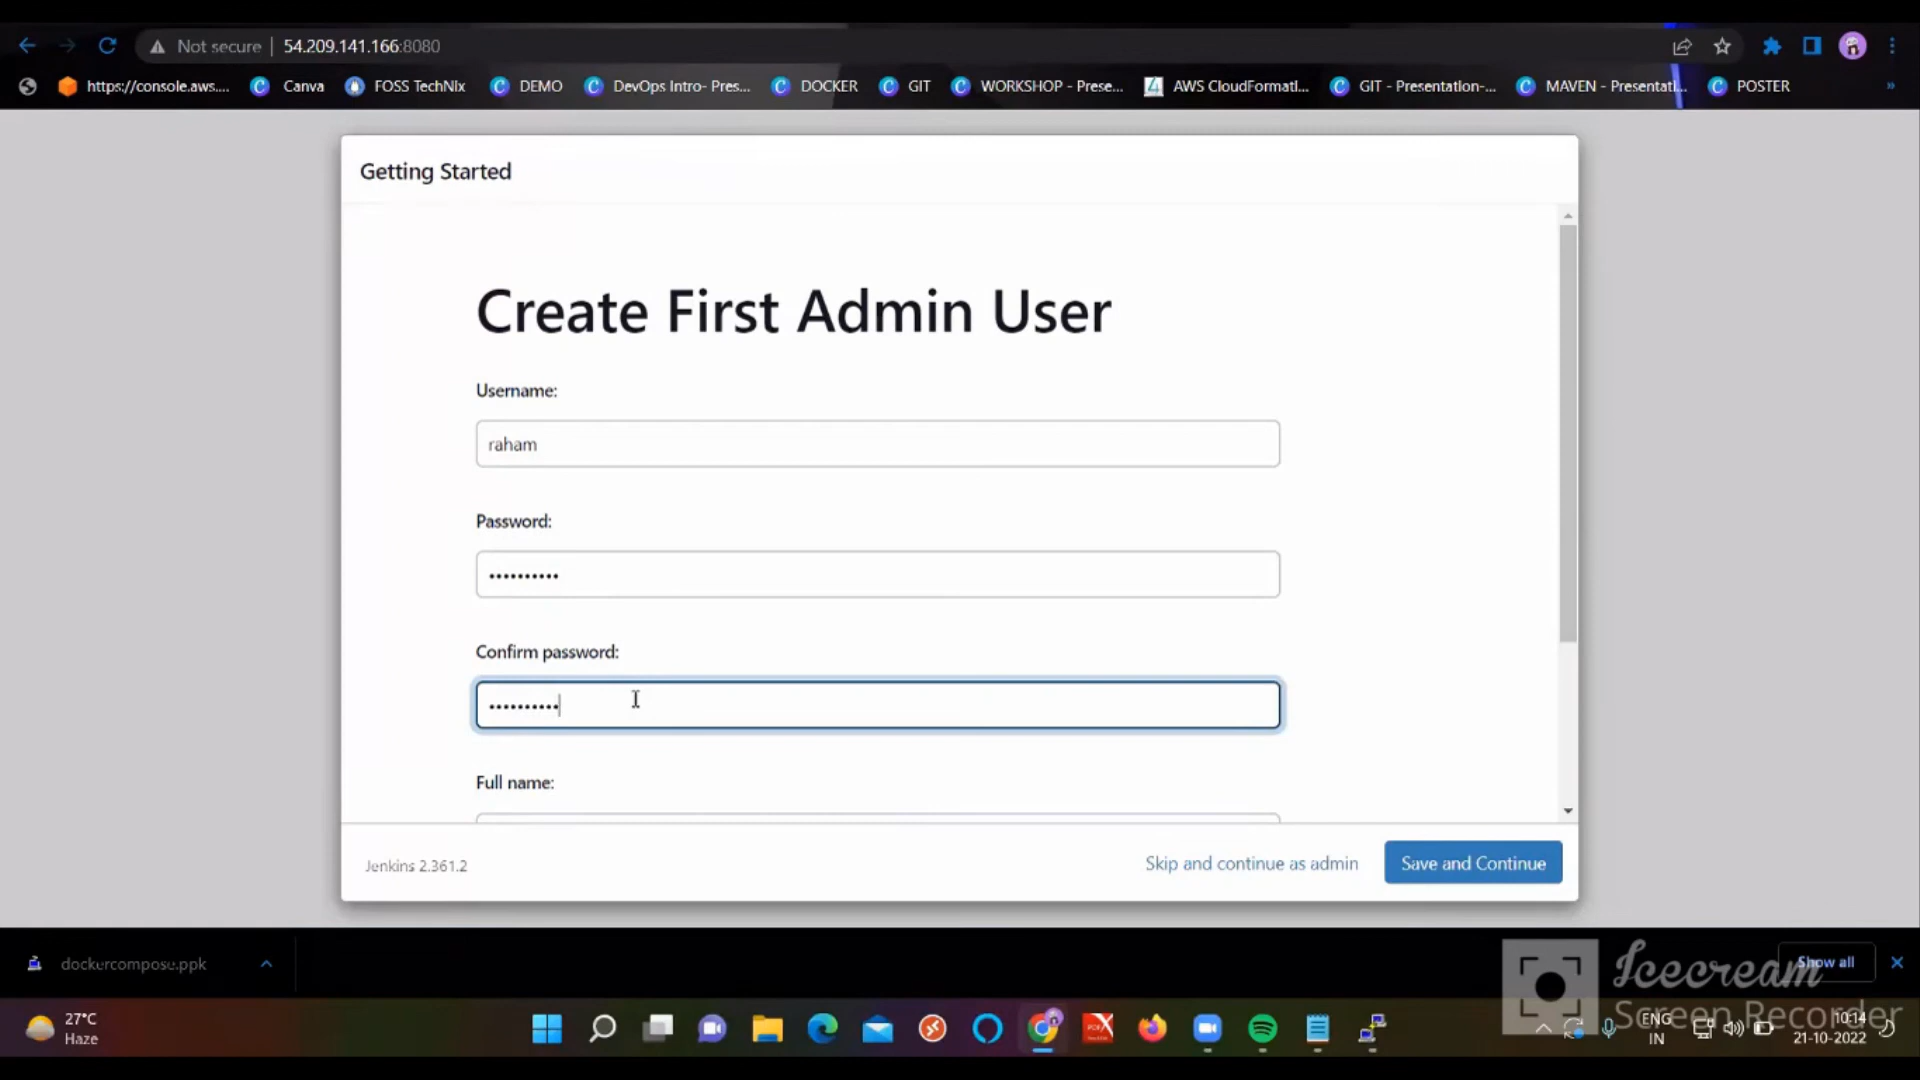 Not secure | 54.209.141.166:8080
https://console.aws.... Canva FOSS TechNix DEMO DevOps Intro- Pres... DOCKER GIT WORKSHOP - Prese... AWS CloudFormati... GIT - Presentation-... MAVEN - Presentati... POSTER »
Getting Started
Create First Admin User
Username:
raham
Password:
••••••••••
Confirm password:
••••••••••
Full name:
Jenkins 2.361.2
Skip and continue as admin
Save and Continue
dockercompose.ppk
Show all
Icecream
Screen Recorder
27°C
Haze
ENG
IN
10:14
21-10-2022